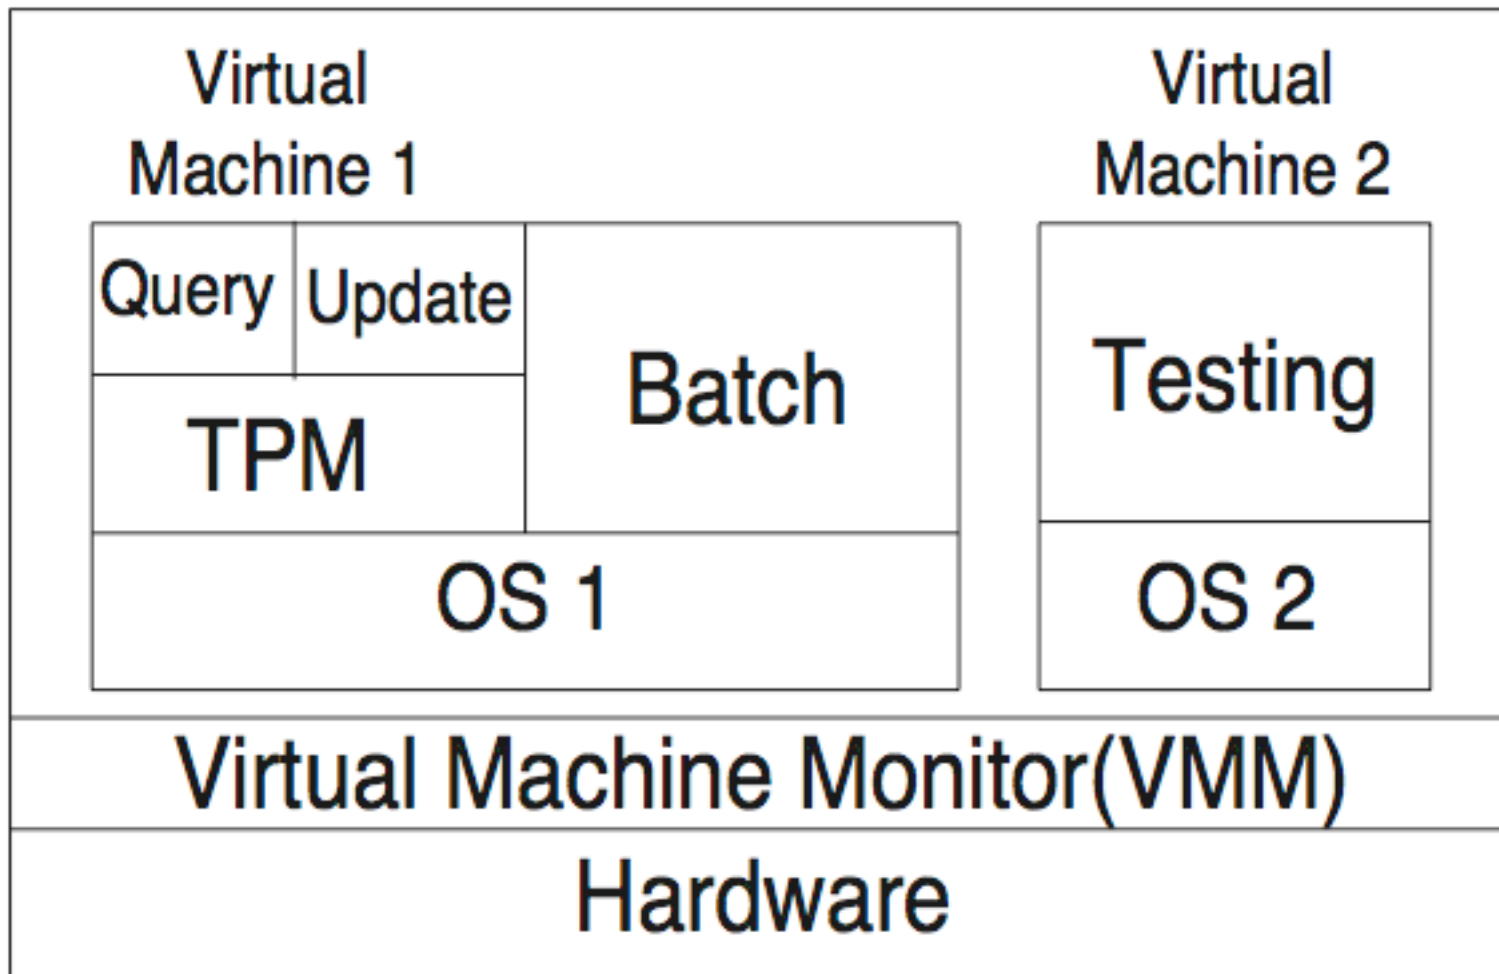 Virtual
Machine 1
Virtual
Machine 2
Query
Update
Batch
TPM
OS 1
Testing
OS 2
Virtual Machine Monitor(VMM)
Hardware